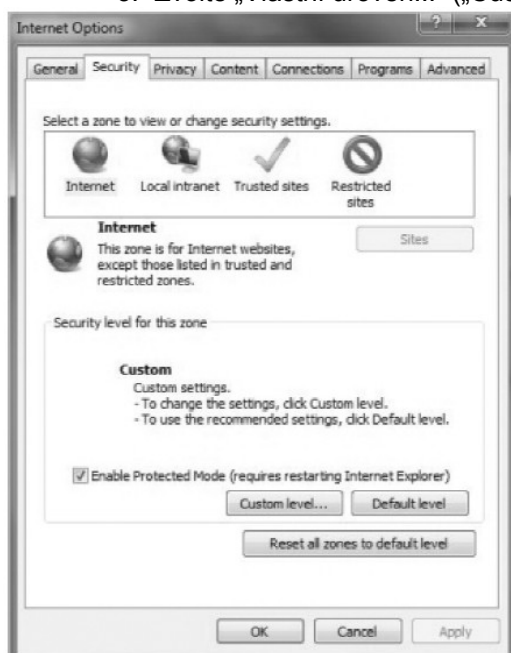 Internet Options
General Security Privacy Content Connections Programs Advanced
Select a zone to view or change security settings.
Internet Local intranet Trusted sites Restricted sites
Internet
Sites
This zone is for Internet websites,
except those listed in trusted and
restricted zones.
Security level for this zone
Custom
Custom settings.
- To change the settings, click Custom level.
- To use the recommended settings, click Default level.
Enable Protected Mode (requires restarting Internet Explorer)
Custom level... Default level
Reset all zones to default level
OK Cancel Apply